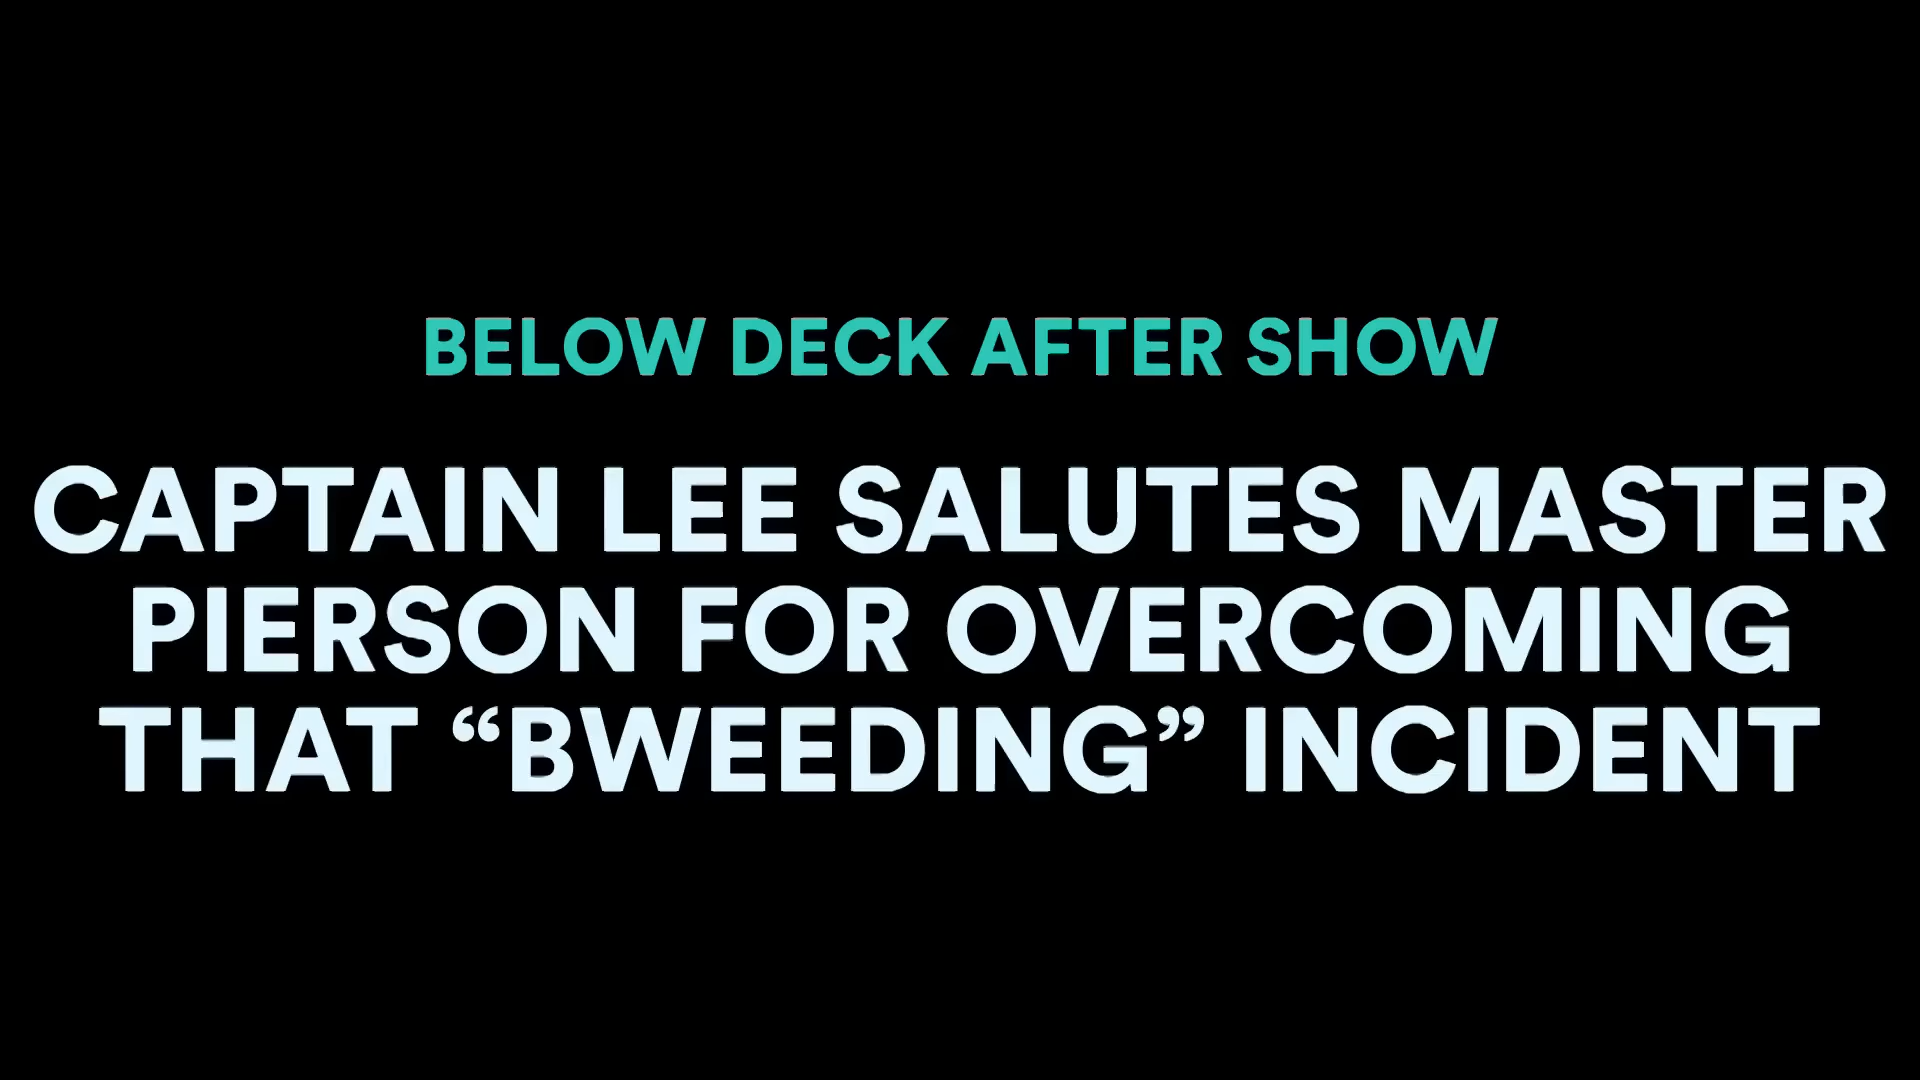 BELOW DECK AFTER SHOW
CAPTAIN LEE SALUTES MASTER
PIERSON FOR OVERCOMING
THAT “BWEEDING” INCIDENT